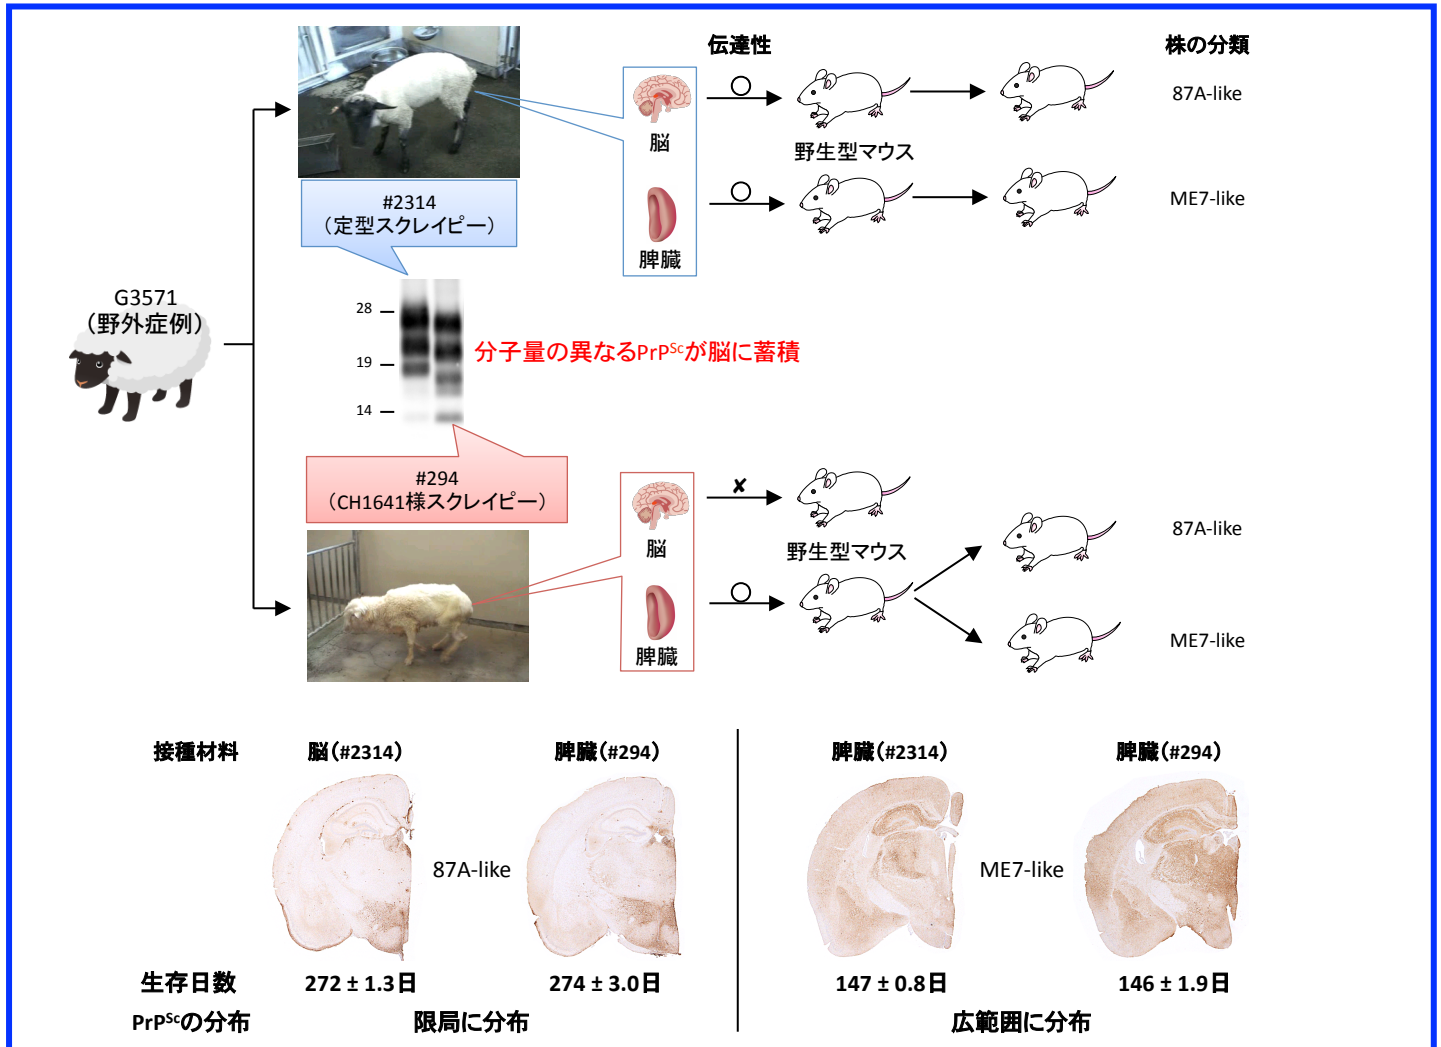 伝達性
株の分類
87A-like
脳
野生型マウス
ME7-like
脾臓
#2314
（定型スクレイピー）
G3571
（野外症例）
28
19
14
分子量の異なるPrPScが脳に蓄積
#294
（CH1641様スクレイピー）
脳
野生型マウス
脾臓
87A-like
ME7-like
接種材料 脳（#2314） 脾臓（#294） 脾臓（#2314） 脾臓（#294）
87A-like ME7-like
生存日数 272 ± 1.3日 274 ± 3.0日 147 ± 0.8日 146 ± 1.9日
PrPScの分布 限局に分布 広範囲に分布